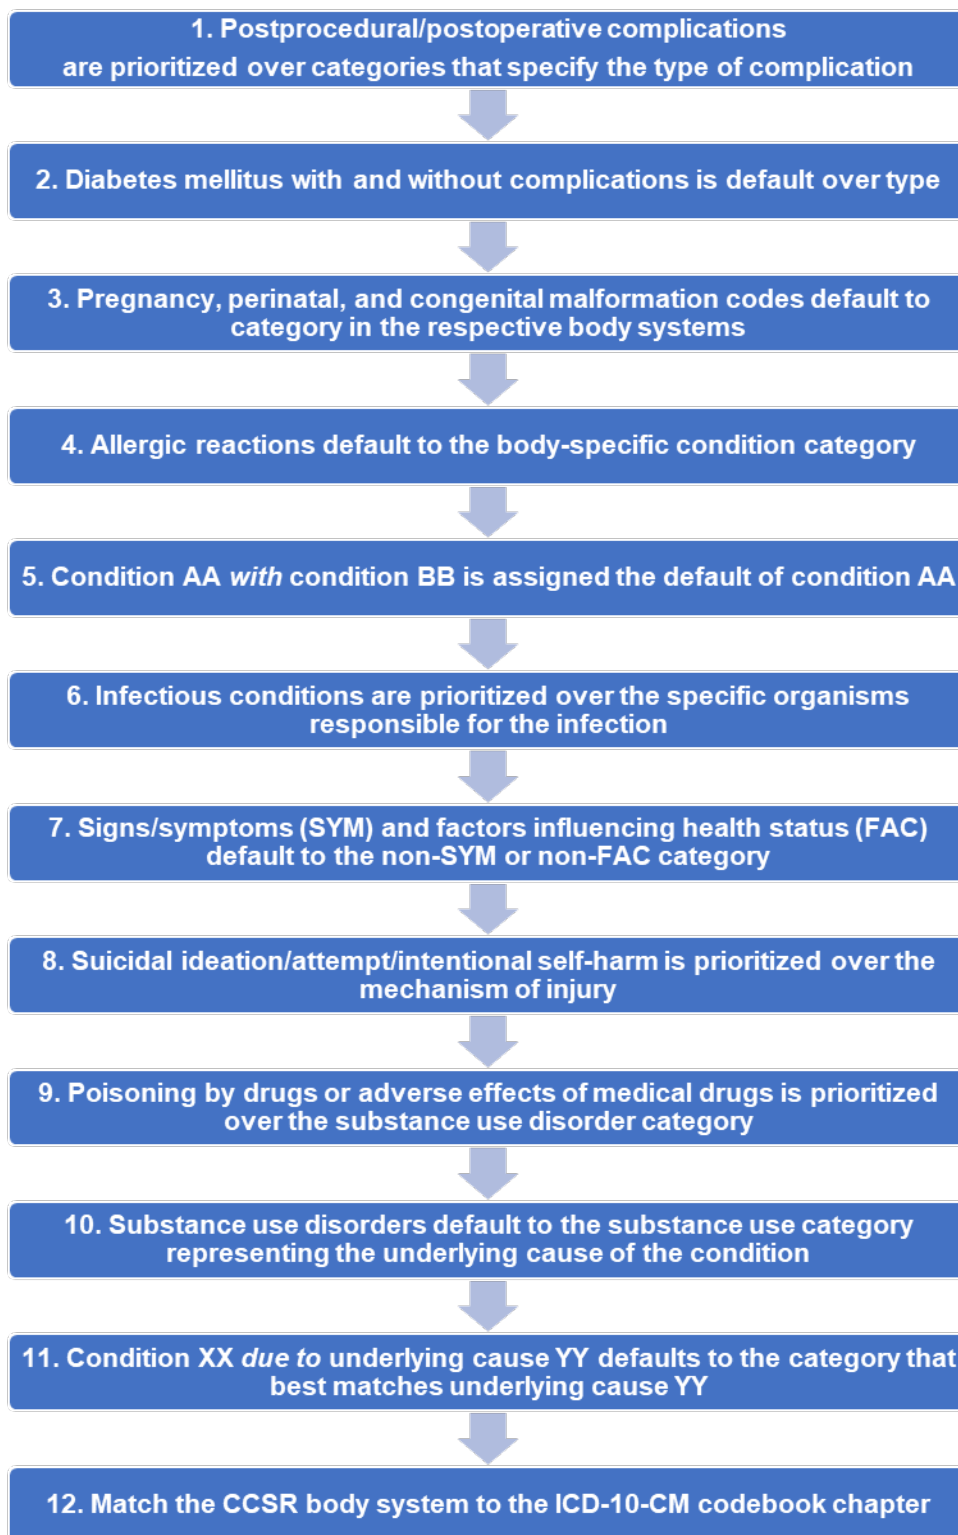 1. Postprocedural/postoperative complications
are prioritized over categories that specify the type of complication
2. Diabetes mellitus with and without complications is default over type
3. Pregnancy, perinatal, and congenital malformation codes default to
category in the respective body systems
4. Allergic reactions default to the body-specific condition category
5. Condition AA with condition BB is assigned the default of condition AA
6. Infectious conditions are prioritized over the specific organisms
responsible for the infection
7. Signs/symptoms (SYM) and factors influencing health status (FAC)
default to the non-SYM or non-FAC category
8. Suicidal ideation/attempt/intentional self-harm is prioritized over the
mechanism of injury
9. Poisoning by drugs or adverse effects of medical drugs is prioritized
over the substance use disorder category
10. Substance use disorders default to the substance use category
representing the underlying cause of the condition
11. Condition XX due to underlying cause YY defaults to the category that
best matches underlying cause YY
12. Match the CCSR body system to the ICD-10-CM codebook chapter